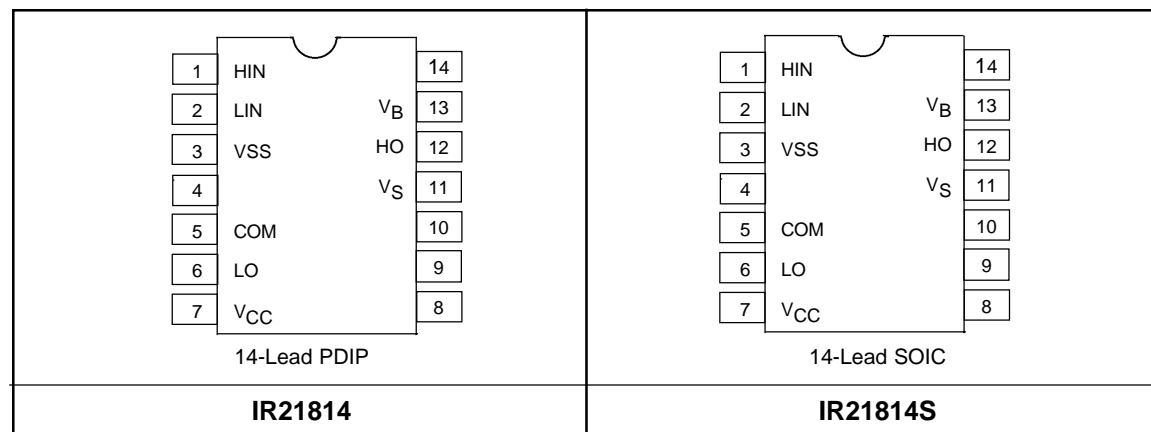 1 HIN 14
2 LIN VB 13
3 VSS HO 12
4 VS 11
5 COM 10
6 LO 9
7 VCC 8
14-Lead PDIP
IR21814
1 HIN 14
2 LIN VB 13
3 VSS HO 12
4 VS 11
5 COM 10
6 LO 9
7 VCC 8
14-Lead SOIC
IR21814S